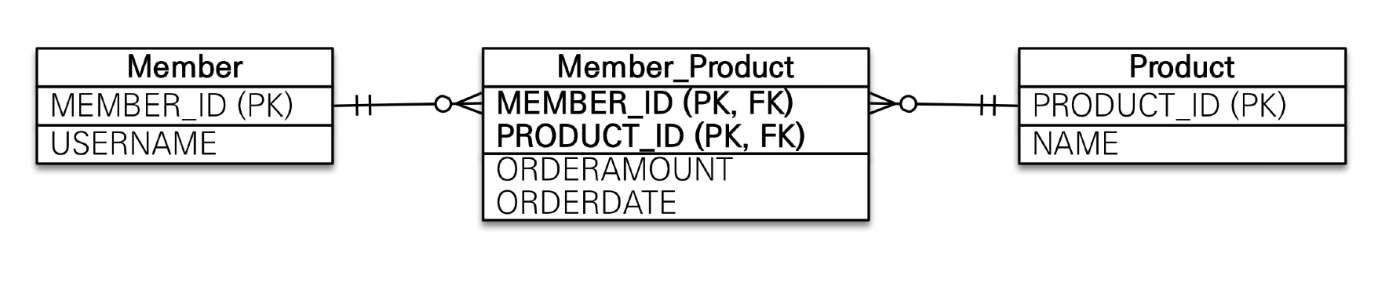 Member
MEMBER_ID (PK)
USERNAME
Member_Product
MEMBER_ID (PK, FK)
PRODUCT_ID (PK, FK)
ORDERAMOUNT
ORDERDATE
Product
PRODUCT_ID (PK)
NAME